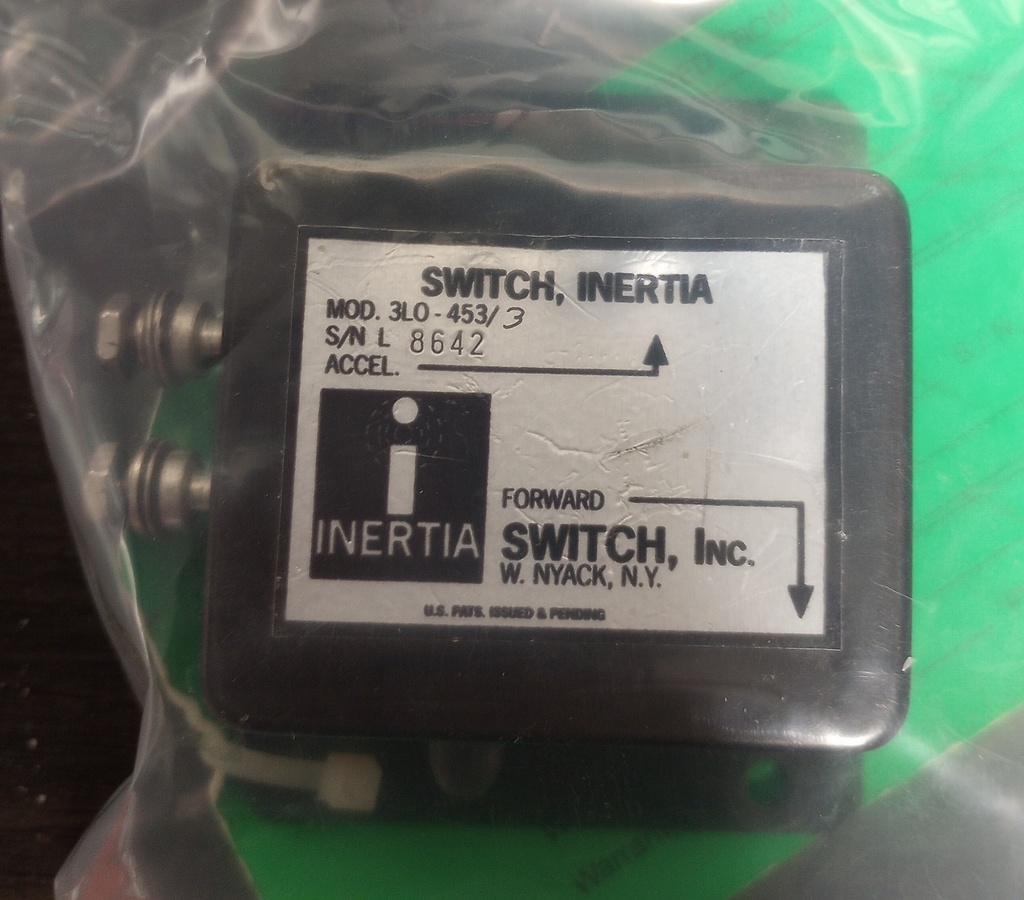 SWITCH, INERTIA
MOD. 3LO-453/3
S/N L 8642
ACCEL.
i
INERTIA
FORWARD
SWITCH, INC.
W. NYACK, N.Y.
U.S. PATS. ISSUED & PENDING